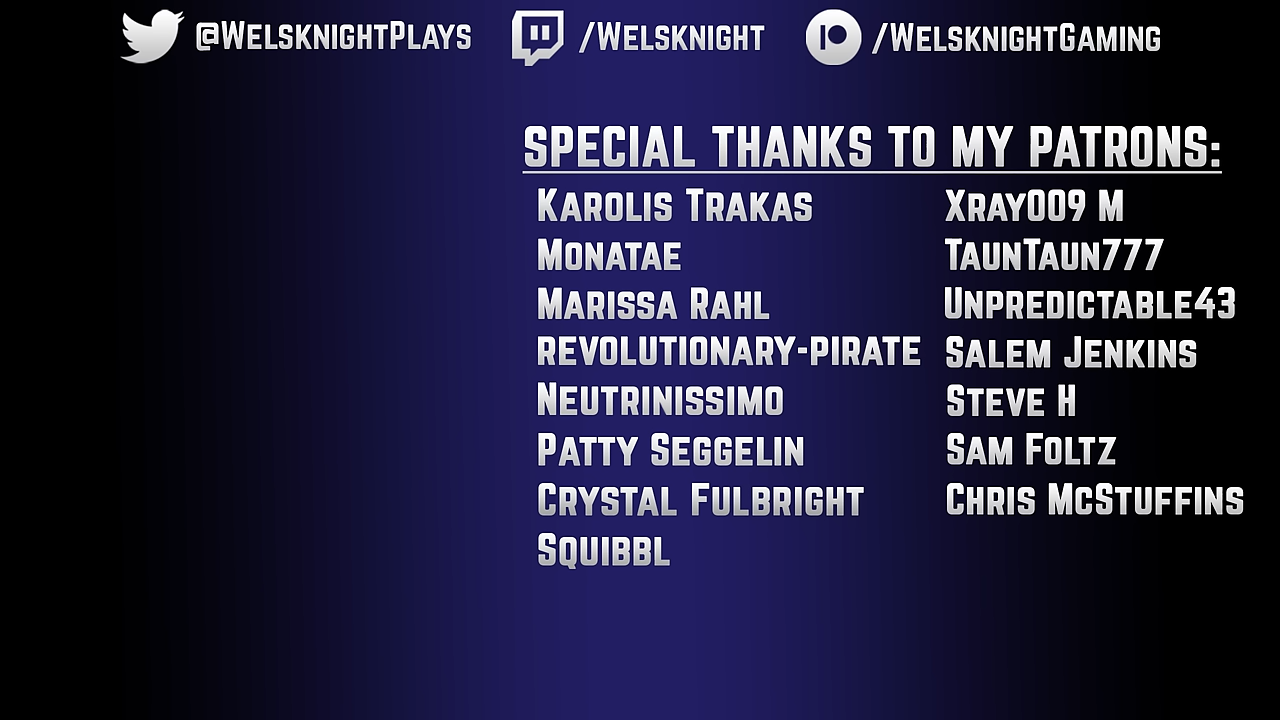 @WelsknightPlays /Welsknight /WelsknightGaming
SPECIAL THANKS TO MY PATRONS:
Karolis Trakas
Monatae
Marissa Rahl
revolutionary-pirate
Neutrinissimo
Patty Seggelin
Crystal Fulbright
Squibbl
Xray009 M
TaunTaun777
Unpredictable43
Salem Jenkins
Steve H
Sam Foltz
Chris McStuffins